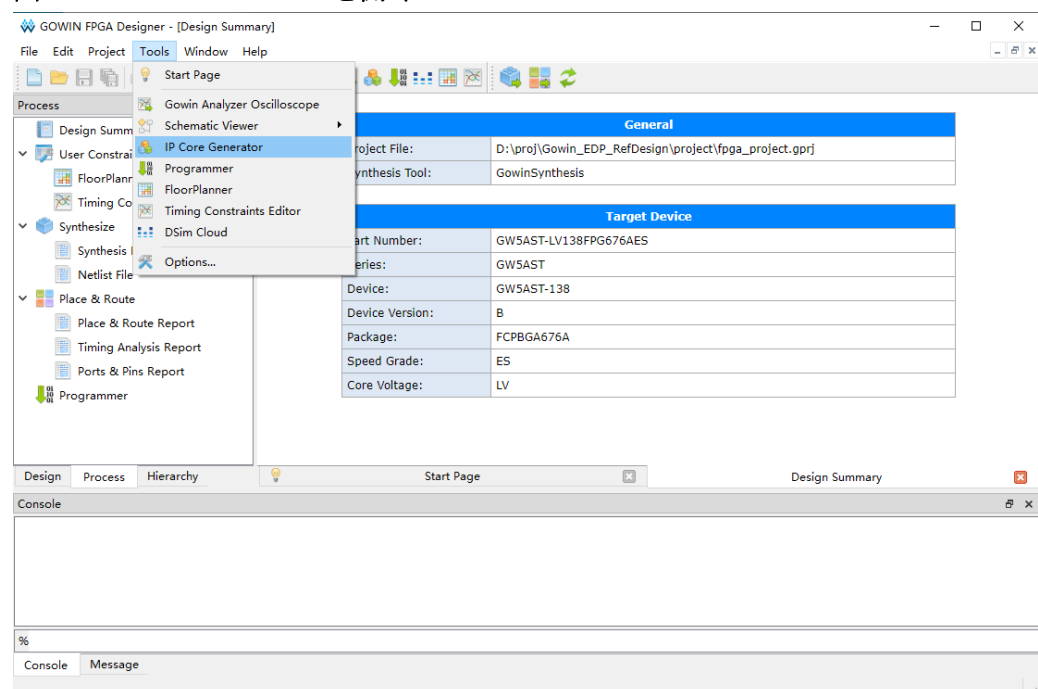 GOWIN FPGA Designer - [Design Summary]
File Edit Project Tools Window Help
Start Page
Gowin Analyzer Oscilloscope
Schematic Viewer
IP Core Generator
Programmer
FloorPlanner
Timing Constraints Editor
DSim Cloud
Options...
Process
Design Summ
User Constrai
FloorPlann
Timing Co
Synthesize
Synthesis
Netlist File
Place & Route
Place & Route Report
Timing Analysis Report
Ports & Pins Report
Programmer
General
roject File: D:\proj\Gowin_EDP_RefDesign\project\fpga_project.gprj
ynthesis Tool: GowinSynthesis
Target Device
art Number: GW5AST-LV138FPG676AES
eries: GW5AST
Device: GW5AST-138
Device Version: B
Package: FCPBGA676A
Speed Grade: ES
Core Voltage: LV
Design Process Hierarchy
Start Page
Design Summary
Console
%
Console Message